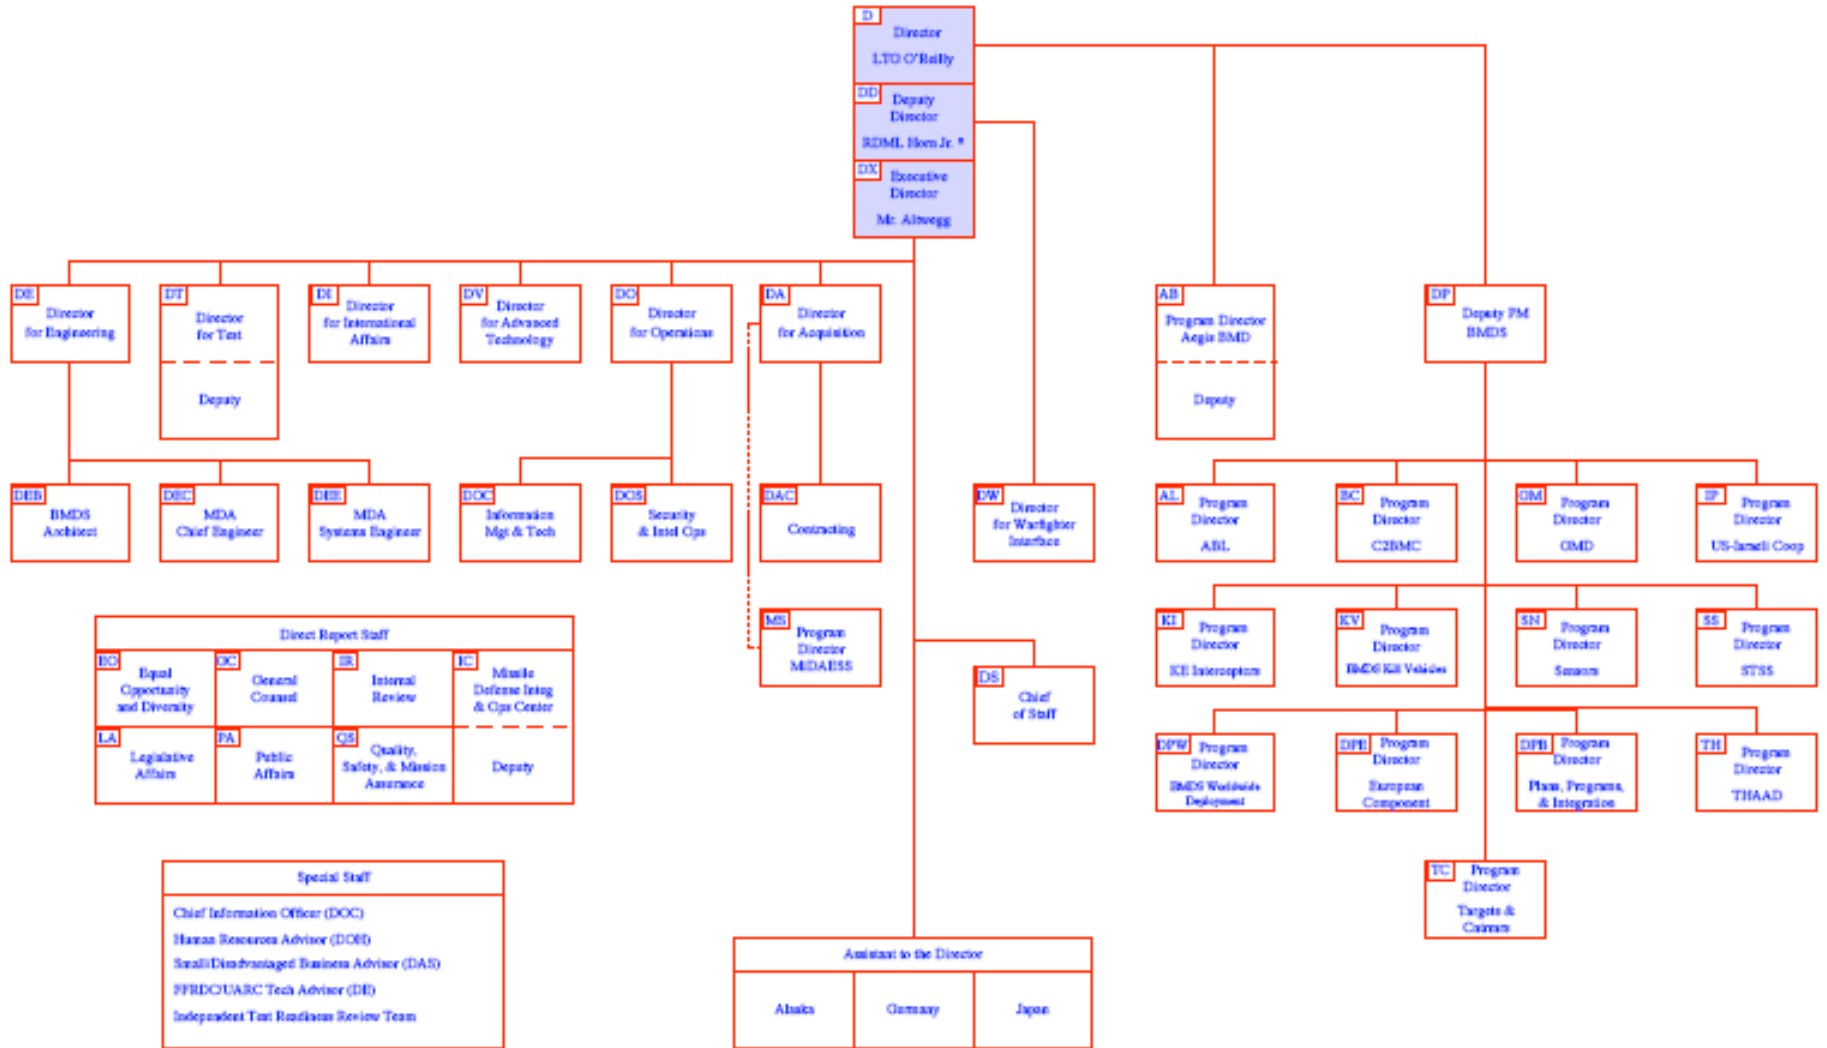 D
Director
LTG O'Reilly
DD
Deputy
Director
RDML Horn Jr. *
DX
Executive
Director
Mr. Altwegg
DE
Director
for Engineering
DT
Director
for Test
Deputy
DI
Director
for International
Affairs
DV
Director
for Advanced
Technology
DO
Director
for Operations
DA
Director
for Acquisition
AB
Program Director
Aegis BMD
Deputy
DP
Deputy PM
BMDS
DEB
BMDS
Architect
DEC
MDA
Chief Engineer
DEE
MDA
Systems Engineer
DOC
Information
Mgt & Tech
DOS
Security
& Intel Ops
DAC
Contracting
DW
Director
for Warfighter
Interface
AL
Program
Director
ABL
BC
Program
Director
C2BMC
GM
Program
Director
GMD
IP
Program
Director
US-Israeli Coop
MS
Program
Director
MiDAESS
KI
Program
Director
KE Interceptors
KV
Program
Director
BMDS Kill Vehicles
SN
Program
Director
Sensors
SS
Program
Director
STSS
Direct Report Staff
EO
Equal
Opportunity
and Diversity
GC
General
Counsel
IR
Internal
Review
IC
Missile
Defense Integ
& Ops Center
LA
Legislative
Affairs
PA
Public
Affairs
QS
Quality,
Safety, & Mission
Assurance
Deputy
DS
Chief
of Staff
DPW
Program
Director
BMDS Worldwide
Deployment
DPE
Program
Director
European
Component
DPB
Program
Director
Plans, Programs,
& Integration
TH
Program
Director
THAAD
TC
Program
Director
Targets &
Special Staff
Chief Information Officer (DOC)
Human Resources Advisor (DOH)
Small/Disadvantaged Business Advisor (DAS)
FFRDC/UARC Tech Advisor (DE)
Independent Test Readiness Review Team
Assistant to the Director
Alaska
Germany
Japan